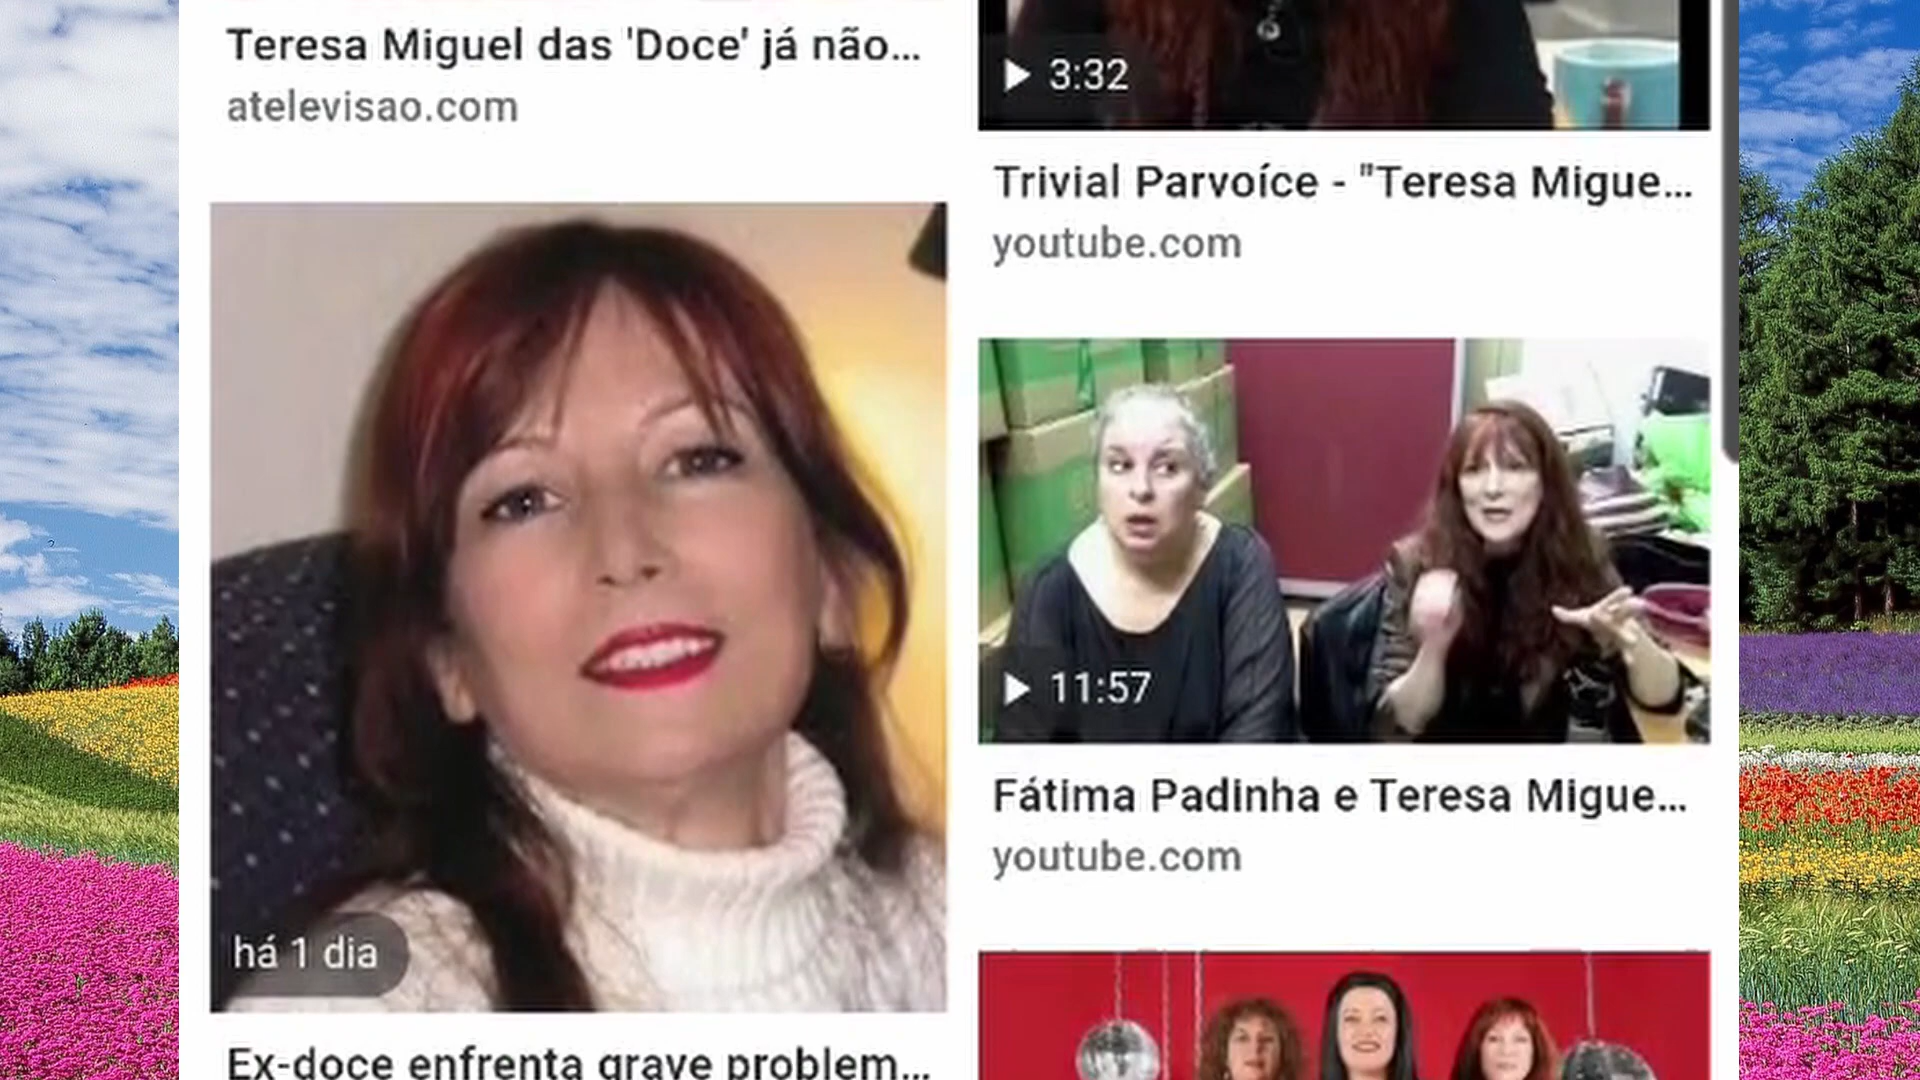 Teresa Miguel das 'Doce' já não...
atelevisao.com
há 1 dia
Ex-doce enfrenta grave problem...
3:32
Trivial Parvoíce - "Teresa Migue...
youtube.com
11:57
Fátima Padinha e Teresa Migue...
youtube.com